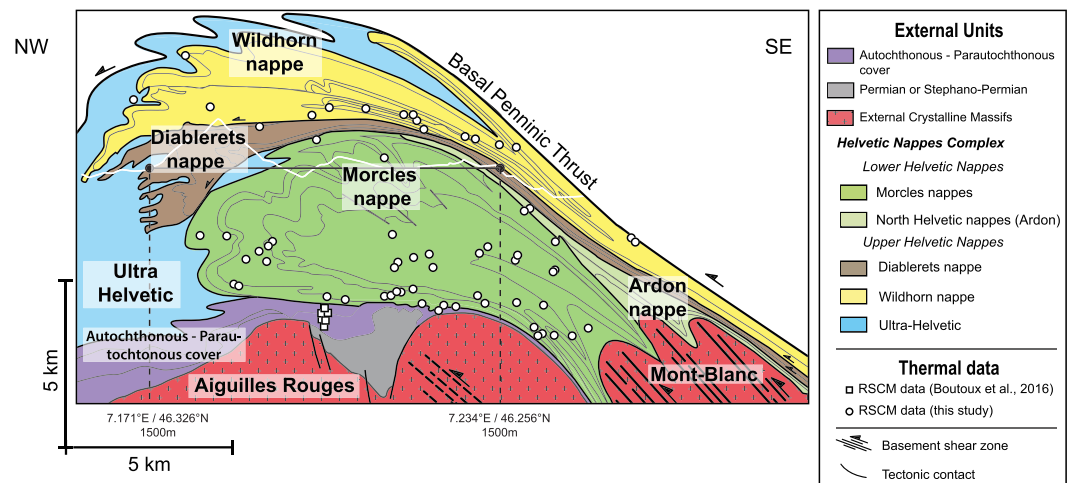 NW
SE
Wildhorn
nappe
Basal Penninic Thrust
Diablerets
nappe
Morcles
nappe
Ultra
Helvetic
Ardon
nappe
Autochthonous - Parau-
tochtonous cover
Aiguilles Rouges
Mont-Blanc
5 km
7.171°E / 46.326°N
1500m
7.234°E / 46.256°N
1500m
5 km
External Units
Autochthonous - Parautochthonous
cover
Permian or Stephano-Permian
External Crystalline Massifs
Helvetic Nappes Complex
Lower Helvetic Nappes
Morcles nappes
North Helvetic nappes (Ardon)
Upper Helvetic Nappes
Diablerets nappe
Wildhorn nappe
Ultra-Helvetic
Thermal data
RSCM data (Boutoux et al., 2016)
RSCM data (this study)
Basement shear zone
Tectonic contact